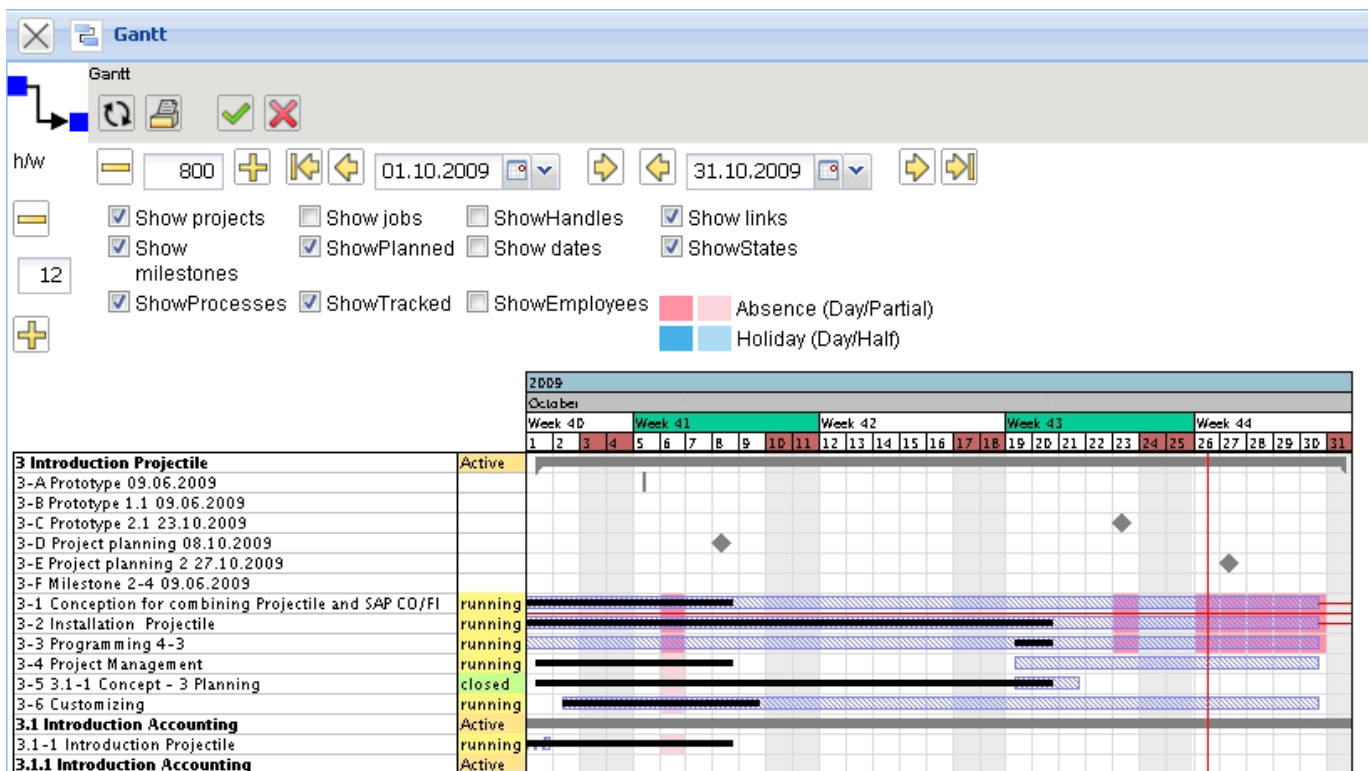 Gantt
Gantt
h/w 800 01.10.2009 31.10.2009
Show projects Show jobs ShowHandles Show links
Show milestones ShowPlanned Show dates ShowStates
12
ShowProcesses ShowTracked ShowEmployees Absence (Day/Partial)
Holiday (Day/Half)
2009
October
Week 40 Week 41 Week 42 Week 43 Week 44
1 2 3 4 5 6 7 8 9 10 11 12 13 14 15 16 17 18 19 20 21 22 23 24 25 26 27 28 29 30 31
3 Introduction Projectile Active
3-A Prototype 09.06.2009
3-B Prototype 1.1 09.06.2009
3-C Prototype 2.1 23.10.2009
3-D Project planning 08.10.2009
3-E Project planning 2 27.10.2009
3-F Milestone 2-4 09.06.2009
3-1 Conception for combining Projectile and SAP CO/FI running
3-2 Installation Projectile running
3-3 Programming 4-3 running
3-4 Project Management running
3-5 3.1-1 Concept - 3 Planning closed
3-6 Customizing running
3.1 Introduction Accounting Active
3.1-1 Introduction Projectile running
3.1.1 Introduction Accounting Active